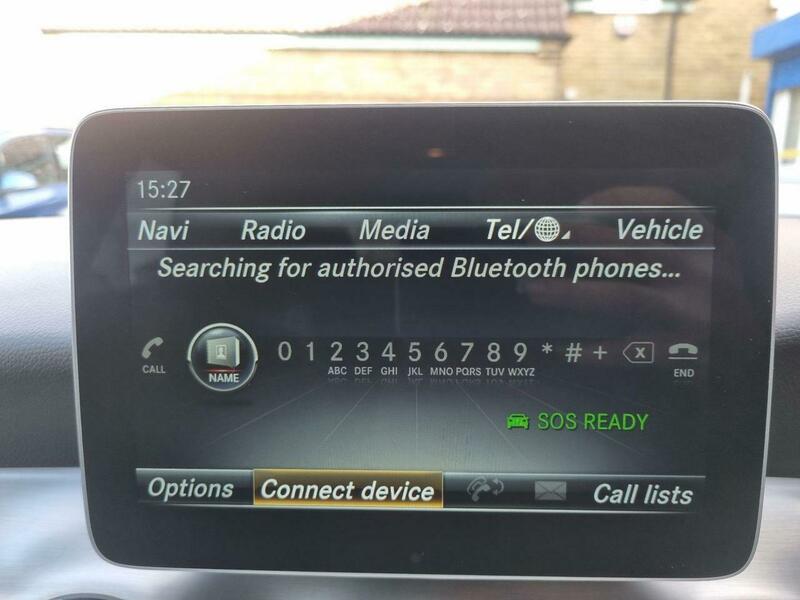 15:27
Navi Radio Media Tel/ Vehicle
Searching for authorised Bluetooth phones...
0 1 2 3 4 5 6 7 8 9 * # +
CALL NAME ABC DEF GHI JKL MNO PQRS TUV WXYZ END
SOS READY
Options Connect device Call lists